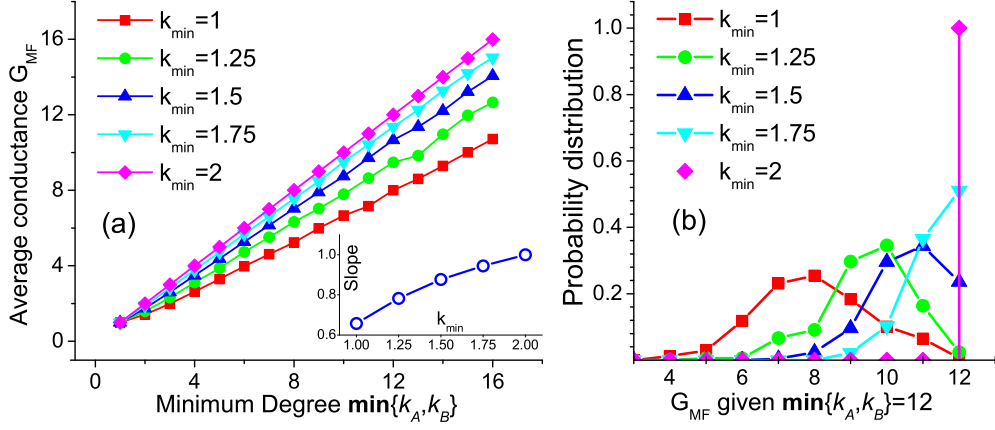 Average conductance G_MF
16
12
8
4
0
k_min=1
k_min=1.25
k_min=1.5
k_min=1.75
k_min=2
(a)
Slope
1.0
0.8
0.6
1.00 1.25 1.50 1.75 2.00
k_min
0 4 8 12 16
Minimum Degree min{k_A,k_B}
Probability distribution
1.0
0.8
0.6
0.4
0.2
k_min=1
k_min=1.25
k_min=1.5
k_min=1.75
k_min=2
(b)
4 6 8 10 12
G_MF given min{k_A,k_B}=12